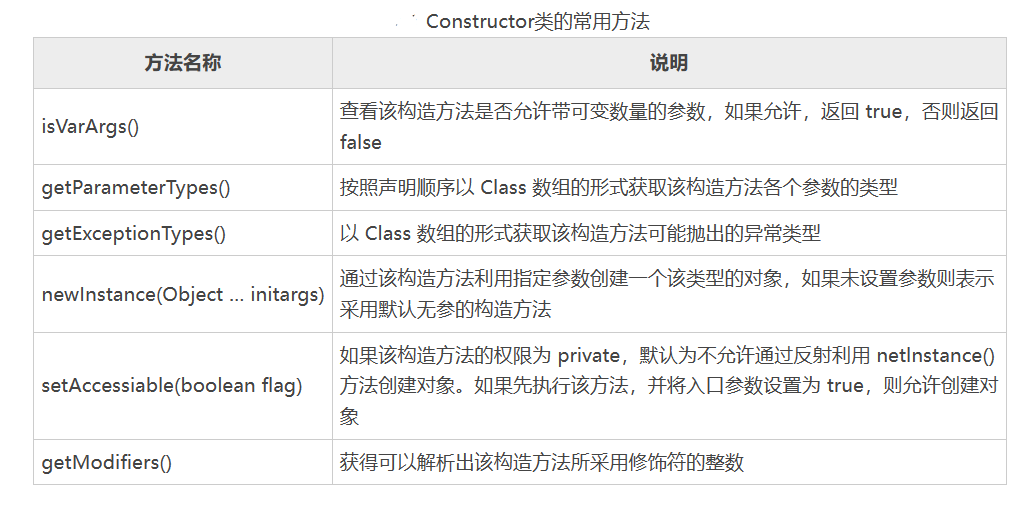 Constructor类的常用方法
方法名称 说明
isVarArgs() 查看该构造方法是否允许带可变数量的参数，如果允许，返回 true，否则返回
false
getParameterTypes() 按照声明顺序以 Class 数组的形式获取该构造方法各个参数的类型
getExceptionTypes() 以 Class 数组的形式获取该构造方法可能抛出的异常类型
newInstance(Object … initargs) 通过该构造方法利用指定参数创建一个该类型的对象，如果未设置参数则表示
采用默认无参的构造方法
setAccessiable(boolean flag) 如果该构造方法的权限为 private，默认为不允许通过反射利用 netInstance()
方法创建对象。如果先执行该方法，并将入口参数设置为 true，则允许创建对
象
getModifiers() 获得可以解析出该构造方法所采用修饰符的整数